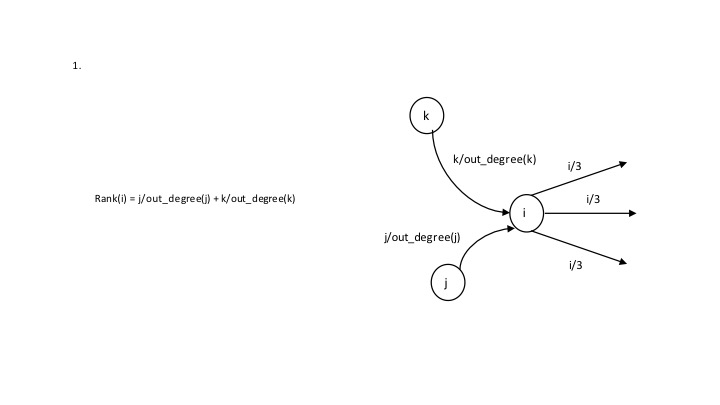 1.
k
k/out_degree(k)
i/3
Rank(i) = j/out_degree(j) + k/out_degree(k)
i/3
i
j/out_degree(j)
i/3
j